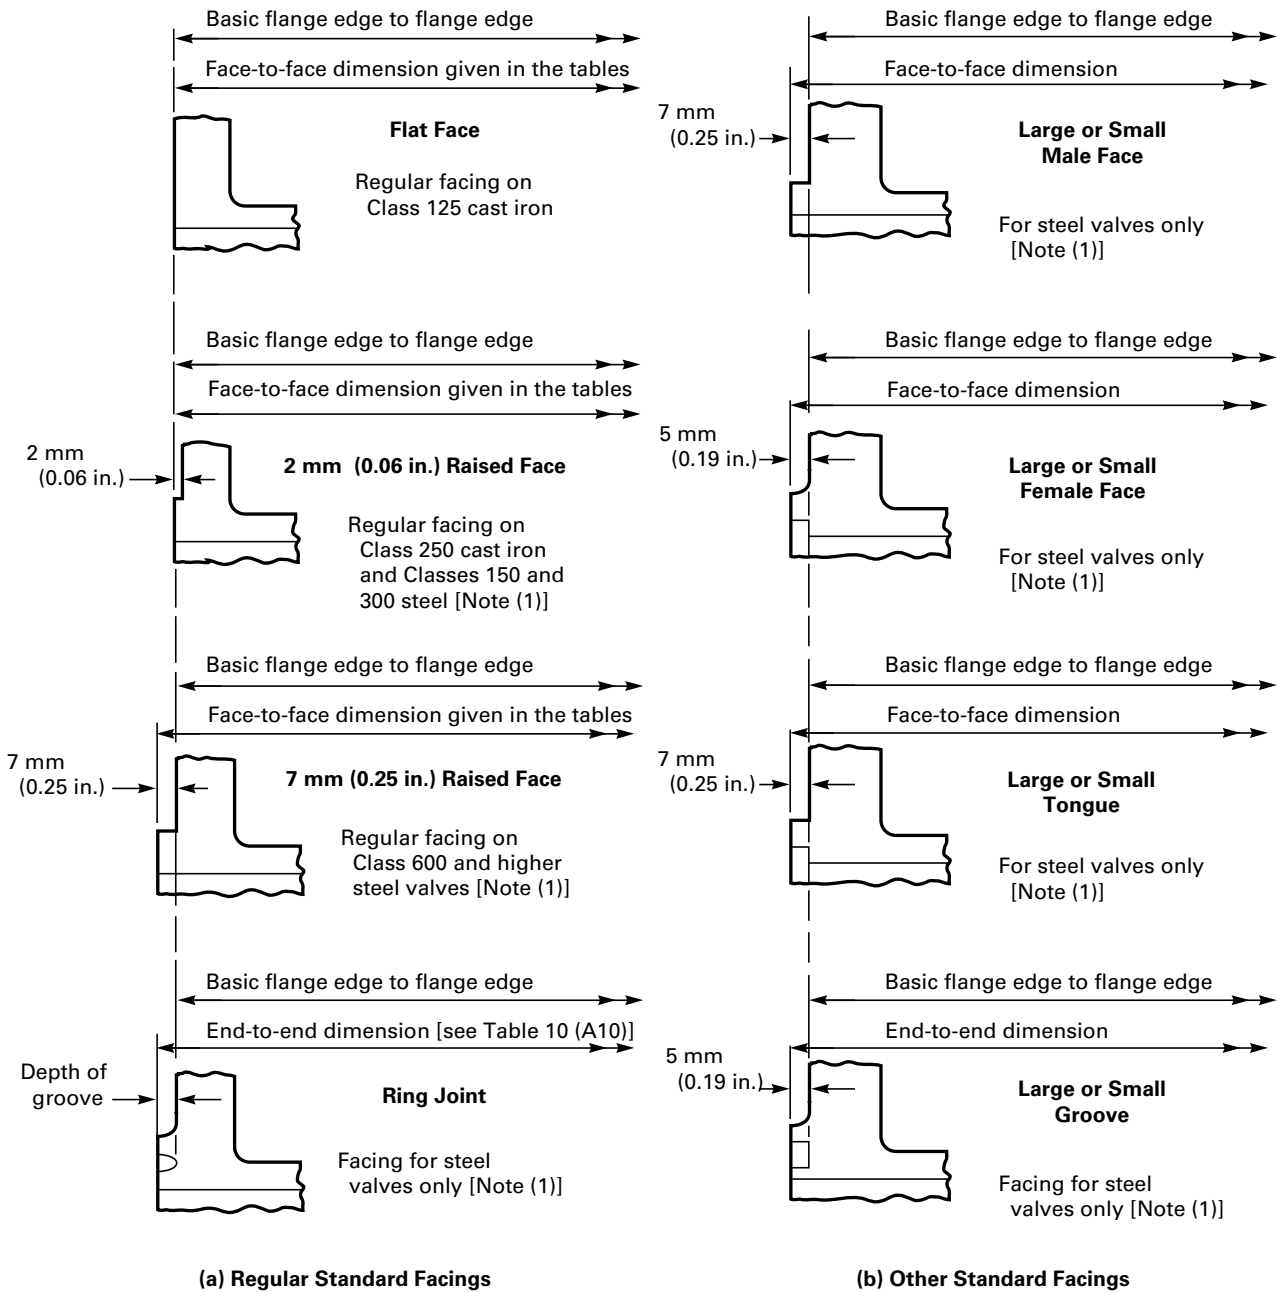 Basic flange edge to flange edge
Face-to-face dimension given in the tables
Flat Face
Regular facing on
Class 125 cast iron
Basic flange edge to flange edge
Face-to-face dimension given in the tables
2 mm
(0.06 in.)
2 mm (0.06 in.) Raised Face
Regular facing on
Class 250 cast iron
and Classes 150 and
300 steel [Note (1)]
Basic flange edge to flange edge
Face-to-face dimension given in the tables
7 mm
(0.25 in.)
7 mm (0.25 in.) Raised Face
Regular facing on
Class 600 and higher
steel valves [Note (1)]
Basic flange edge to flange edge
End-to-end dimension [see Table 10 (A10)]
Depth of
groove
Ring Joint
Facing for steel
valves only [Note (1)]
(a) Regular Standard Facings
Basic flange edge to flange edge
Face-to-face dimension
7 mm
(0.25 in.)
Large or Small
Male Face
For steel valves only
[Note (1)]
Basic flange edge to flange edge
Face-to-face dimension
5 mm
(0.19 in.)
Large or Small
Female Face
For steel valves only
[Note (1)]
Basic flange edge to flange edge
Face-to-face dimension
7 mm
(0.25 in.)
Large or Small
Tongue
For steel valves only
[Note (1)]
Basic flange edge to flange edge
End-to-end dimension
5 mm
(0.19 in.)
Large or Small
Groove
Facing for steel
valves only [Note (1)]
(b) Other Standard Facings